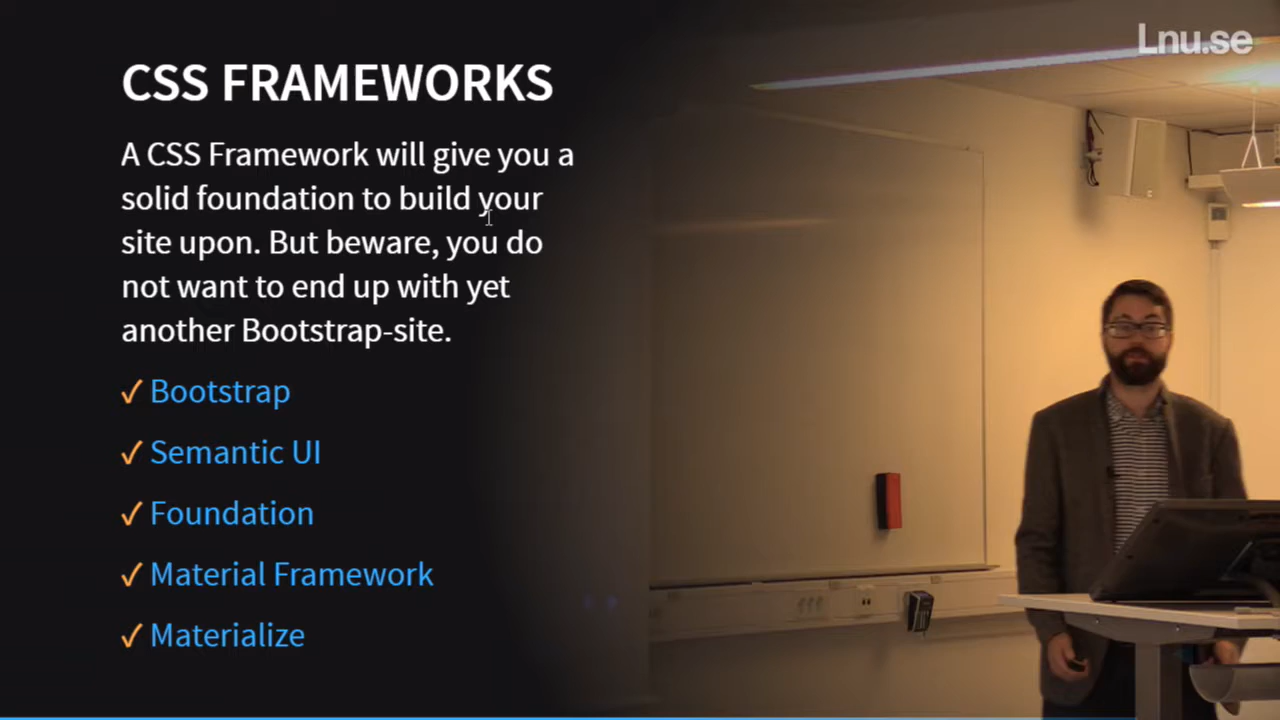 Lnu.se
CSS FRAMEWORKS
A CSS Framework will give you a
solid foundation to build your
site upon. But beware, you do
not want to end up with yet
another Bootstrap-site.
✓ Bootstrap
✓ Semantic UI
✓ Foundation
✓ Material Framework
✓ Materialize